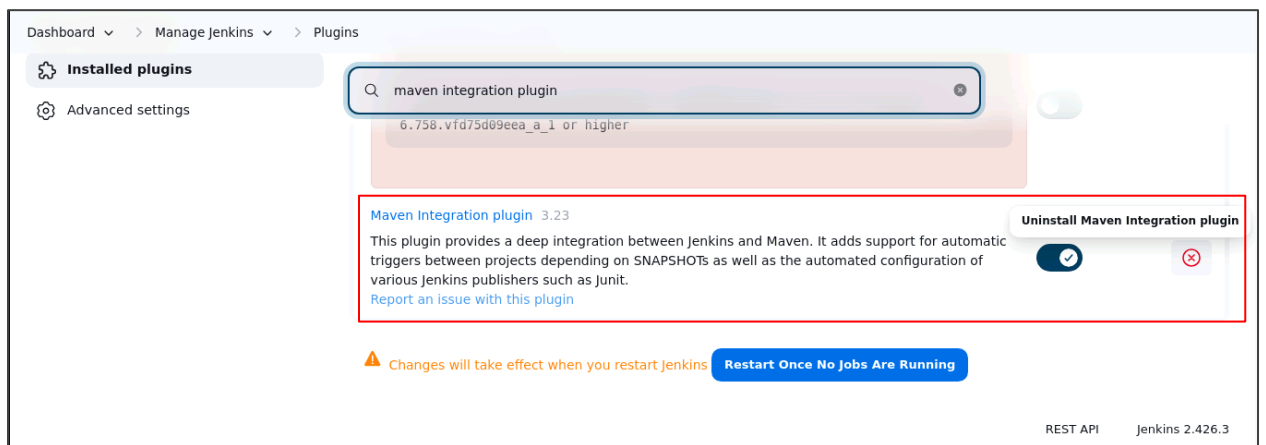 Dashboard > Manage Jenkins > Plugins
Installed plugins
Advanced settings
maven integration plugin
6.758.vfd75d09eea_a_1 or higher
Maven Integration plugin 3.23
Uninstall Maven Integration plugin
This plugin provides a deep integration between Jenkins and Maven. It adds support for automatic
triggers between projects depending on SNAPSHOTs as well as the automated configuration of
various Jenkins publishers such as Junit.
Report an issue with this plugin
Changes will take effect when you restart Jenkins Restart Once No Jobs Are Running
REST API Jenkins 2.426.3